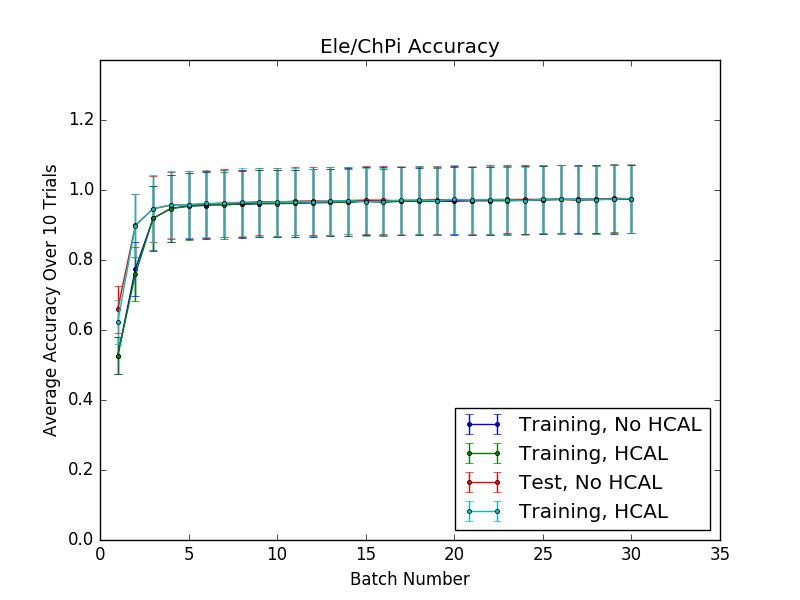 Ele/ChPi Accuracy
Average Accuracy Over 10 Trials
1.2
1.0
0.8
0.6
0.4
0.2
0.0
0 5 10 15 20 25 30 35
Batch Number
Training, No HCAL
Training, HCAL
Test, No HCAL
Training, HCAL